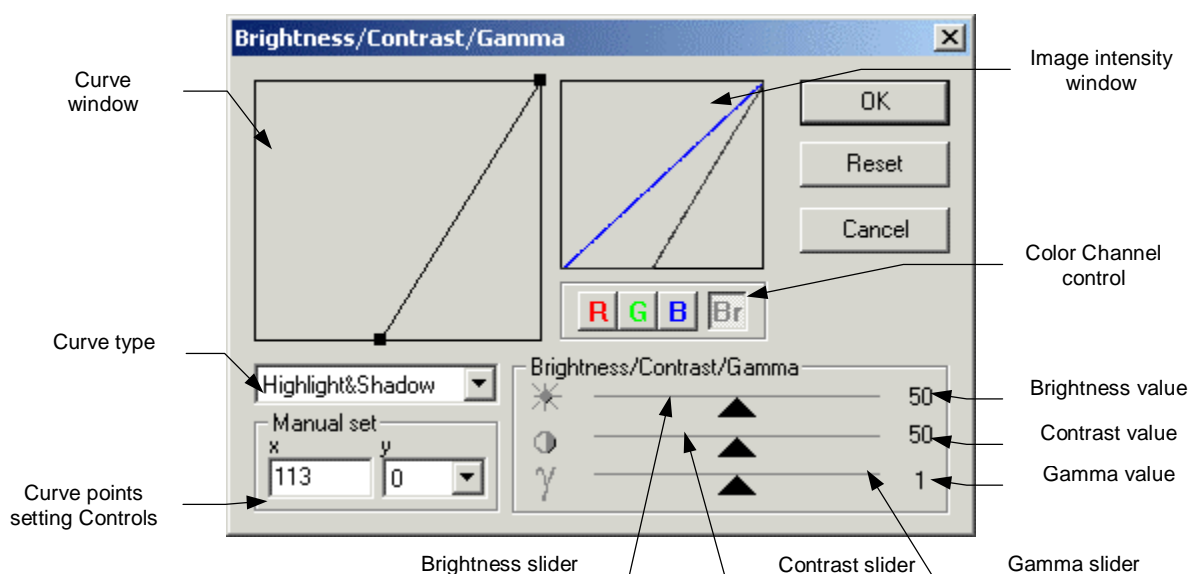 Brightness/Contrast/Gamma
Curve
window
Image intensity
window
OK
Reset
Cancel
Color Channel
control
R G B Br
Curve type
Highlight&Shadow
Manual set
x y
113 0
Curve points
setting Controls
Brightness/Contrast/Gamma
50
Brightness value
50
Contrast value
γ 1
Gamma value
Brightness slider
Contrast slider
Gamma slider